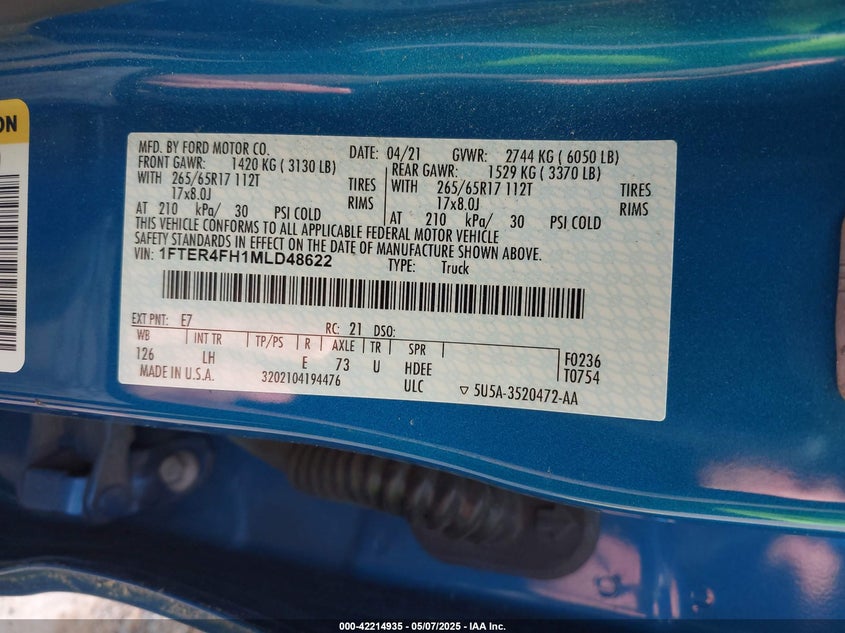 ON
MFD. BY FORD MOTOR CO. DATE: 04/21 GVWR: 2744 KG ( 6050 LB)
FRONT GAWR: 1420 KG ( 3130 LB) REAR GAWR: 1529 KG ( 3370 LB)
WITH 265/65R17 112T TIRES WITH 265/65R17 112T TIRES
17x8.0J RIMS 17x8.0J RIMS
AT 210 kPa/ 30 PSI COLD AT 210 kPa/ 30 PSI COLD
THIS VEHICLE CONFORMS TO ALL APPLICABLE FEDERAL MOTOR VEHICLE
SAFETY STANDARDS IN EFFECT ON THE DATE OF MANUFACTURE SHOWN ABOVE.
VIN: 1FTER4FH1MLD48622 TYPE: Truck
EXT PNT: E7 RC: 21 DSO:
WB INT TR TP/PS R AXLE TR SPR F0236
126 LH E 73 U HDEE T0754
MADE IN U.S.A. 3202104194476 ULC ▽ 5U5A-3520472-AA
000-42214935 - 05/07/2025 - IAA Inc.